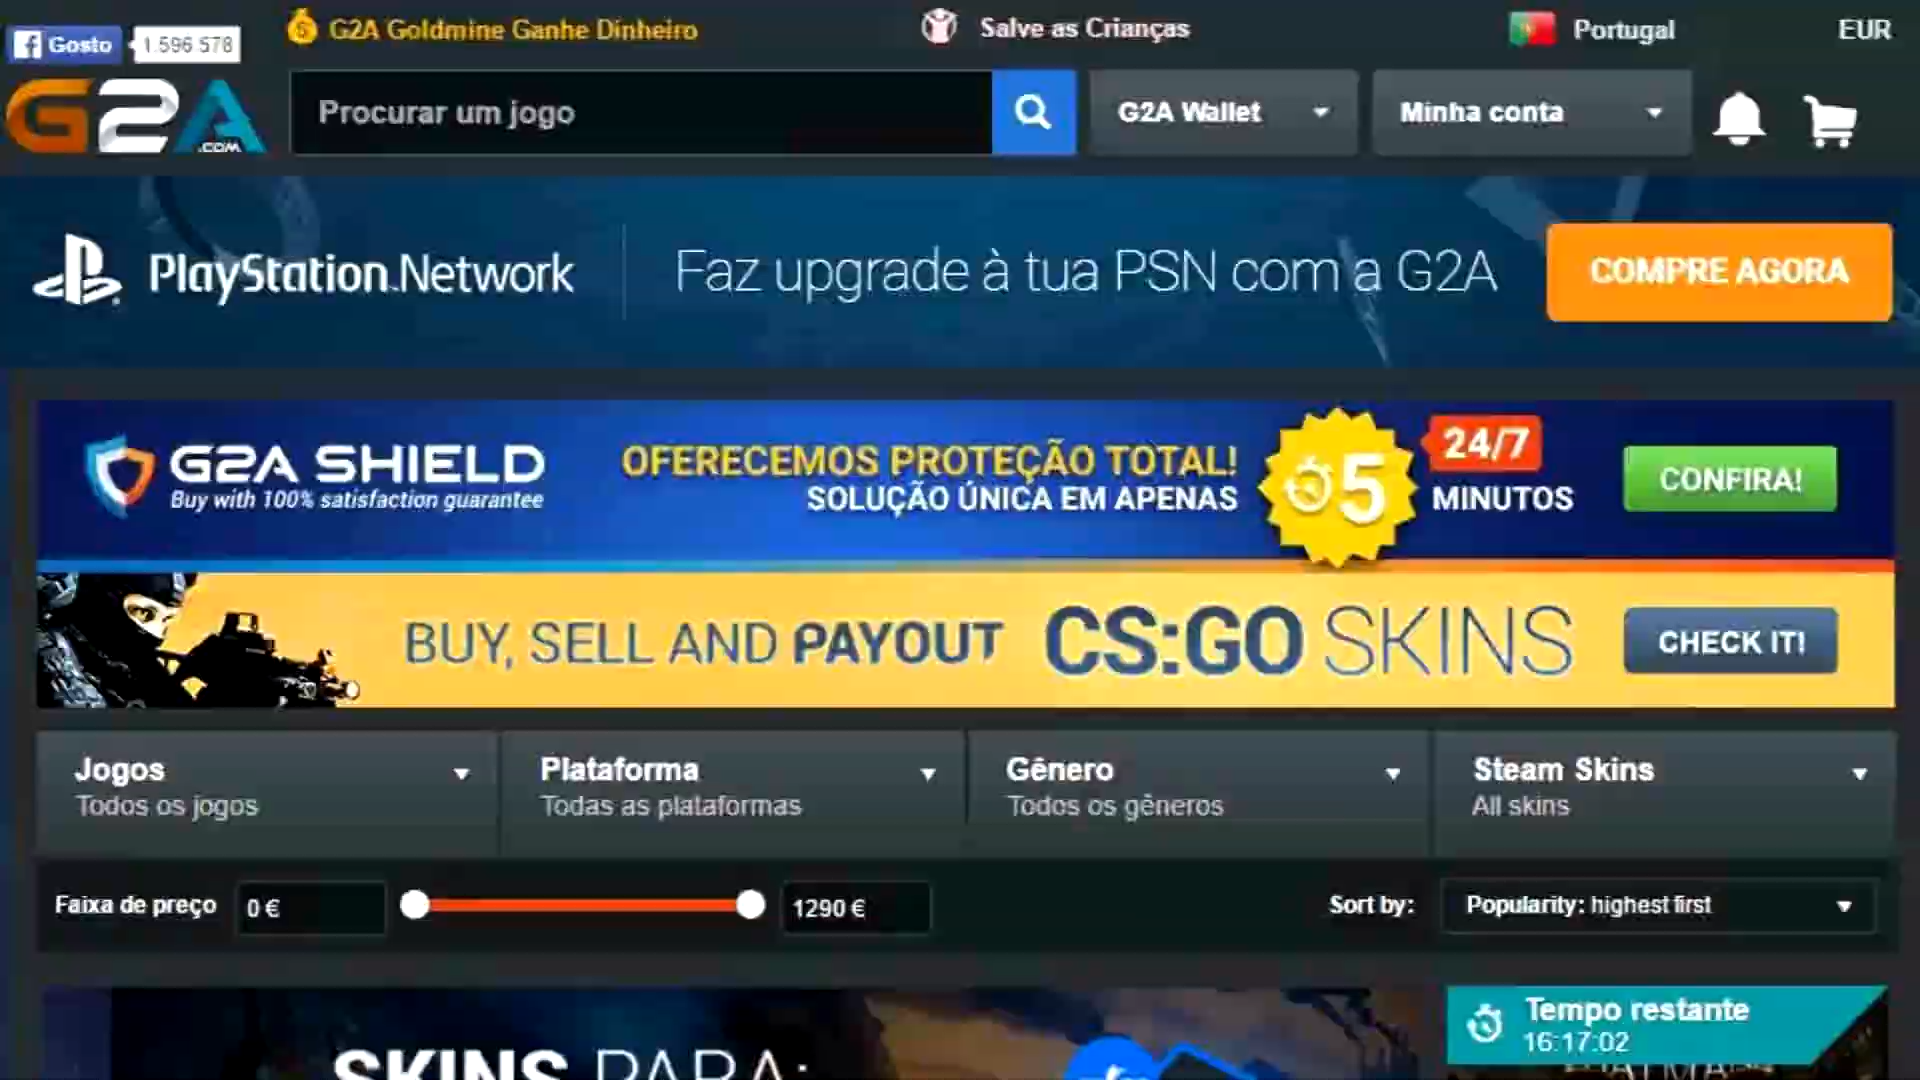 Gosto 1.596.578
G2A Goldmine Ganhe Dinheiro
Salve as Crianças
Portugal
EUR
G2A.COM
Procurar um jogo
G2A Wallet
Minha conta
PlayStation.Network
Faz upgrade à tua PSN com a G2A
COMPRE AGORA
G2A SHIELD
Buy with 100% satisfaction guarantee
OFERECEMOS PROTEÇÃO TOTAL!
SOLUÇÃO ÚNICA EM APENAS
5
24/7
MINUTOS
CONFIRA!
BUY, SELL AND PAYOUT CS:GO SKINS
CHECK IT!
Jogos
Todos os jogos
Plataforma
Todas as plataformas
Gênero
Todos os gêneros
Steam Skins
All skins
Faixa de preço
0 €
1290 €
Sort by:
Popularity: highest first
SKINS PARA:
Tempo restante
16:17:02